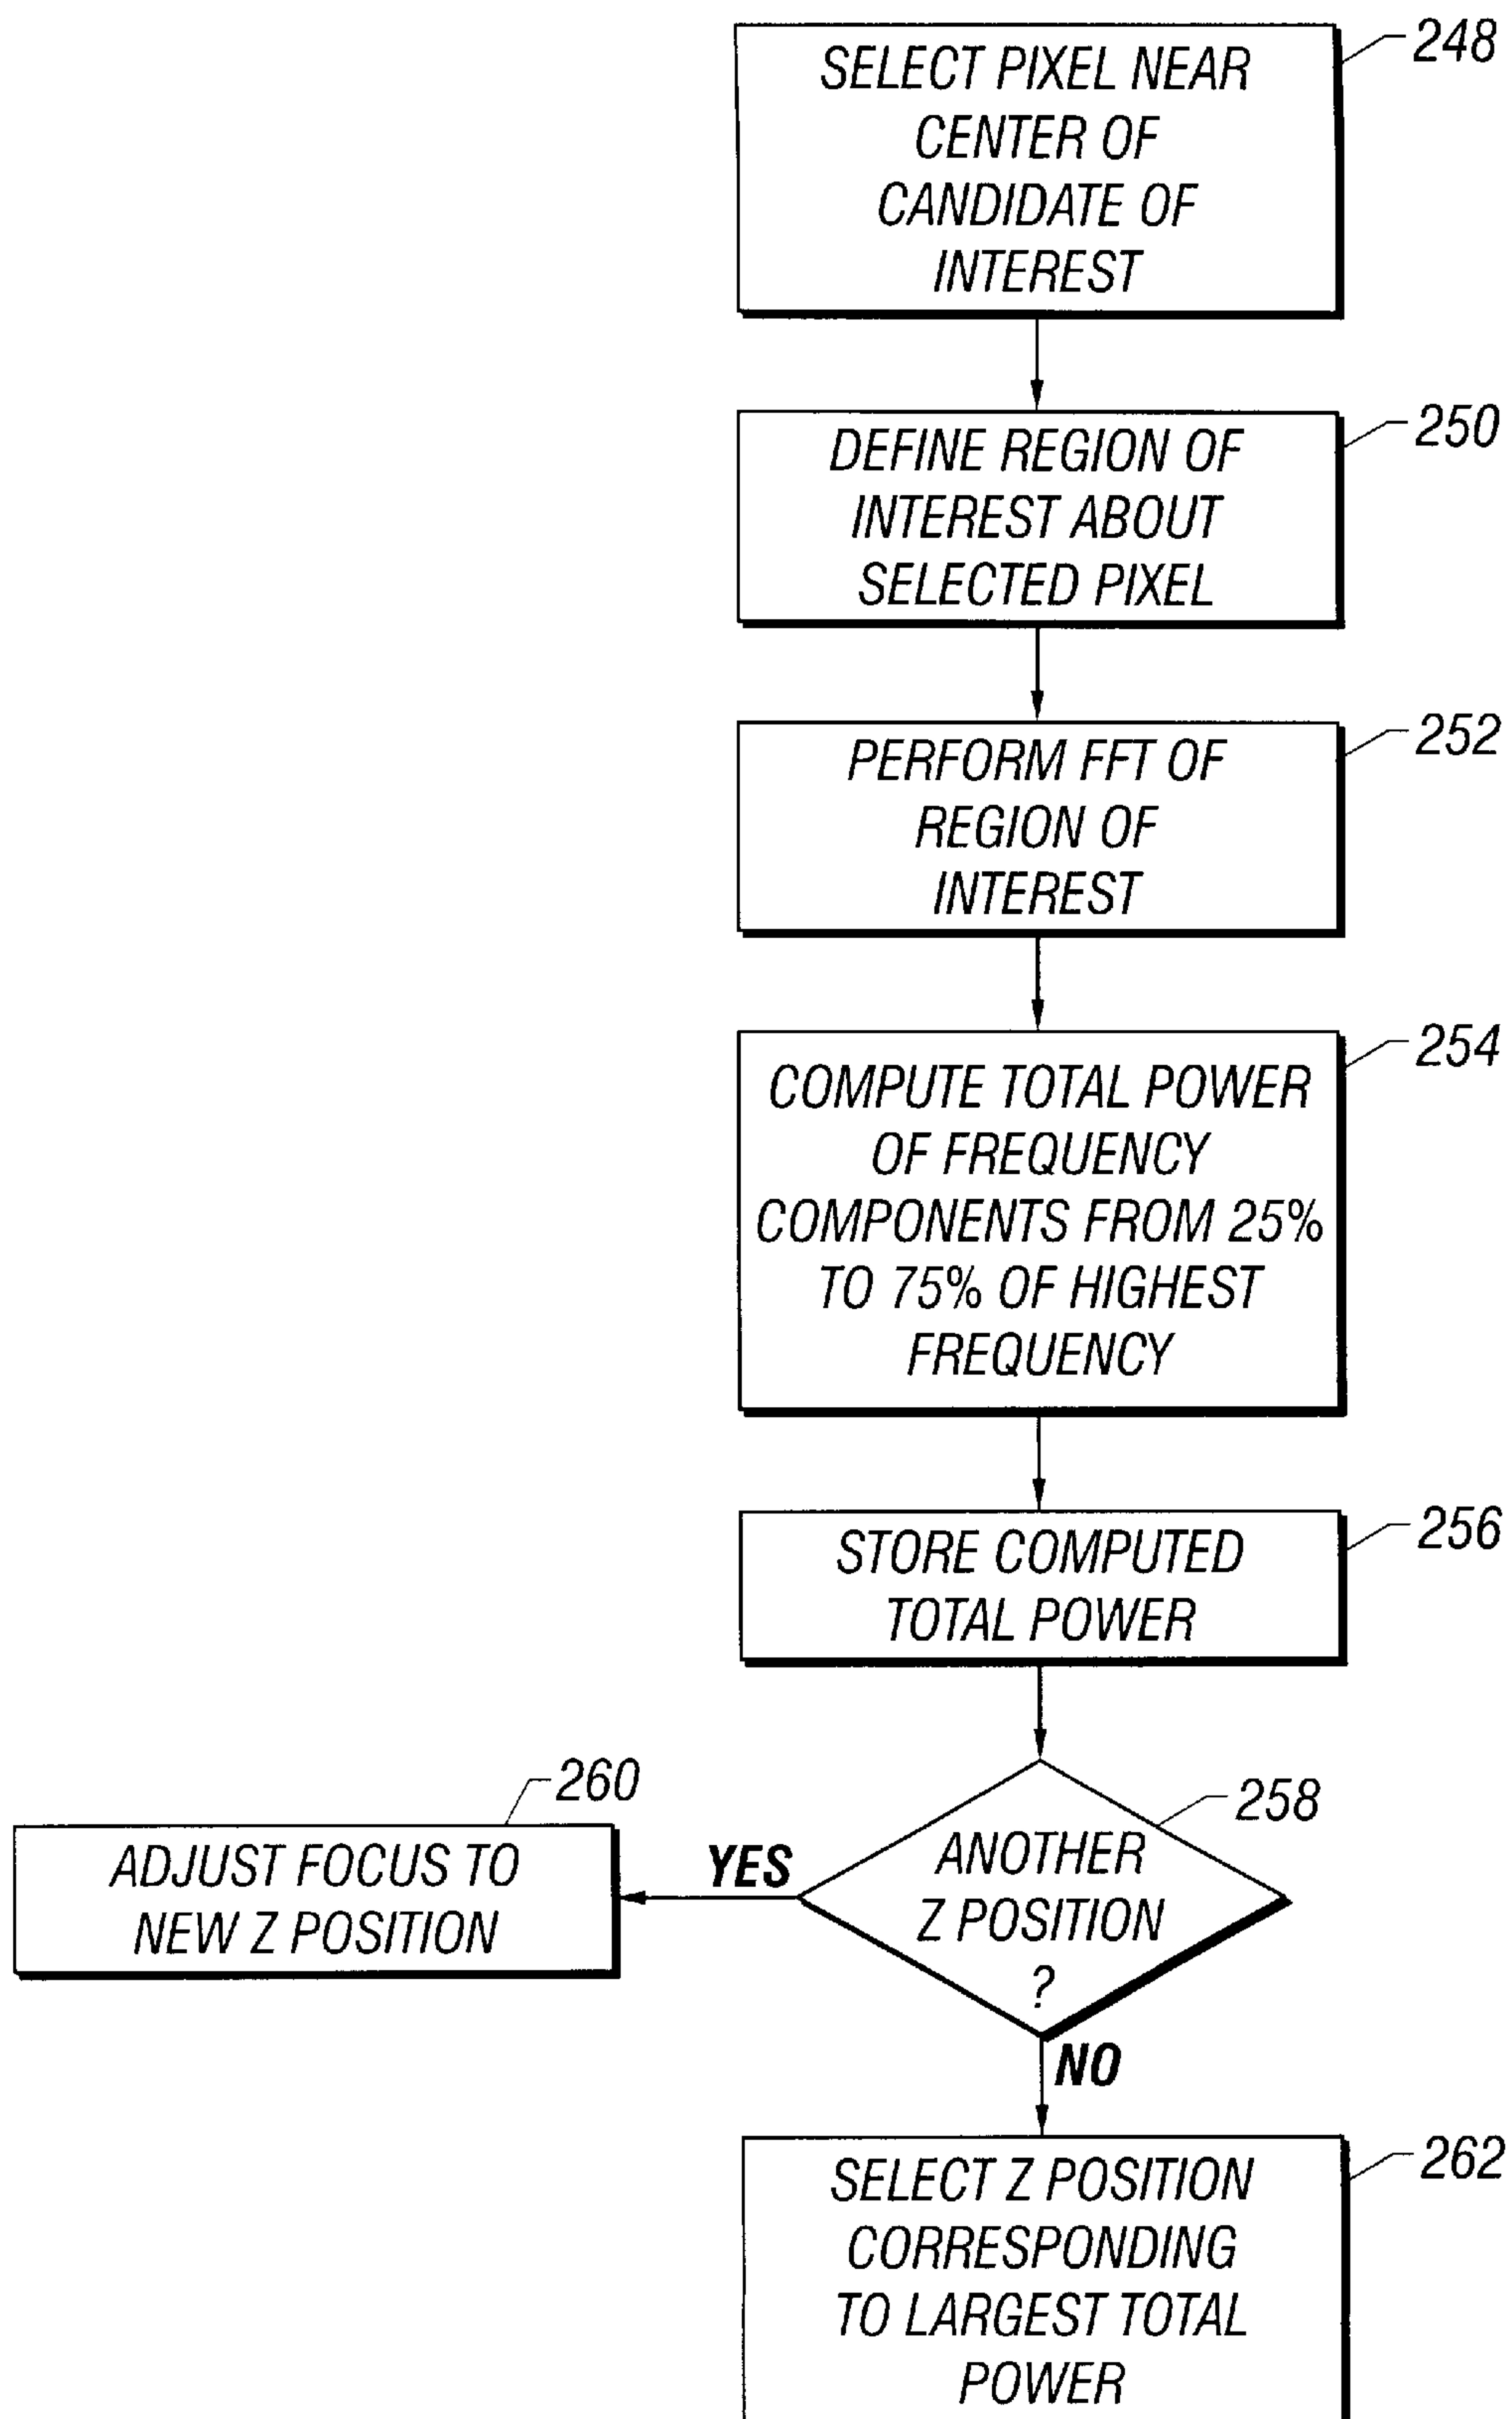 SELECT PIXEL NEAR
CENTER OF
CANDIDATE OF
INTEREST
248
DEFINE REGION OF
INTEREST ABOUT
SELECTED PIXEL
250
PERFORM FFT OF
REGION OF
INTEREST
252
COMPUTE TOTAL POWER
OF FREQUENCY
COMPONENTS FROM 25%
TO 75% OF HIGHEST
FREQUENCY
254
STORE COMPUTED
TOTAL POWER
256
ANOTHER
Z POSITION
?
258
YES
ADJUST FOCUS TO
NEW Z POSITION
260
NO
SELECT Z POSITION
CORRESPONDING
TO LARGEST TOTAL
POWER
262